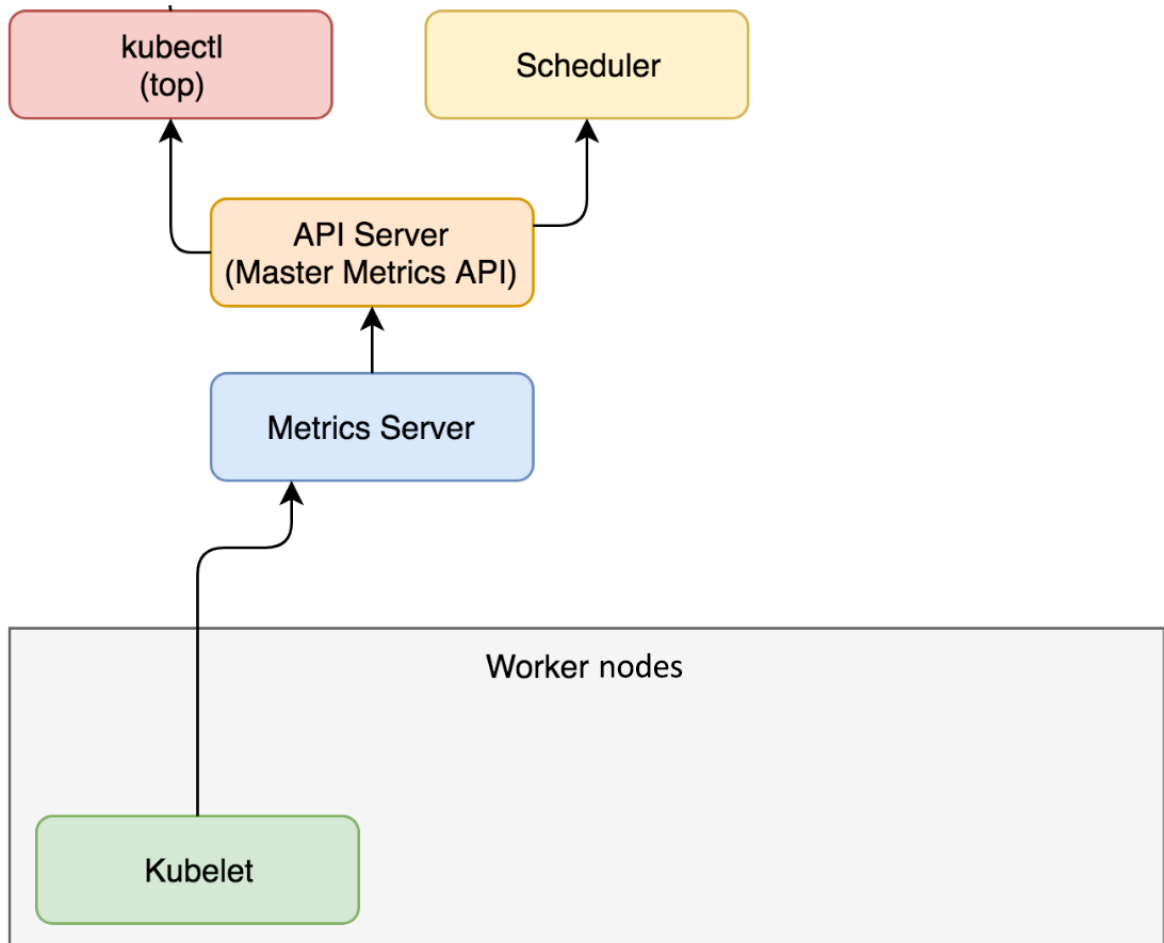 kubectl
(top)
Scheduler
API Server
(Master Metrics API)
Metrics Server
Worker nodes
Kubelet